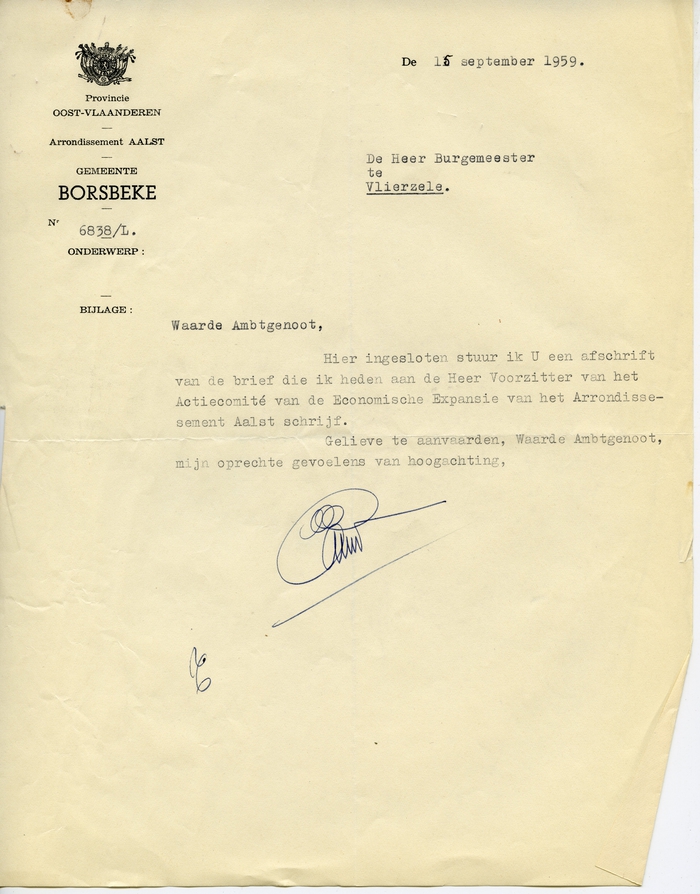 De 15 september 1959.
Provincie
OOST-VLAANDEREN
Arrondissement AALST
GEMEENTE
BORSBEKE
Nr 6838/L.
ONDERWERP :
BIJLAGE :
De Heer Burgemeester
te
Vlierzele.
Waarde Ambtgenoot,
Hier ingesloten stuur ik U een afschrift
van de brief die ik heden aan de Heer Voorzitter van het
Actiecomité van de Economische Expansie van het Arrondisse-
sement Aalst schrijf.
Gelieve te aanvaarden, Waarde Ambtgenoot,
mijn oprechte gevoelens van hoogachting,